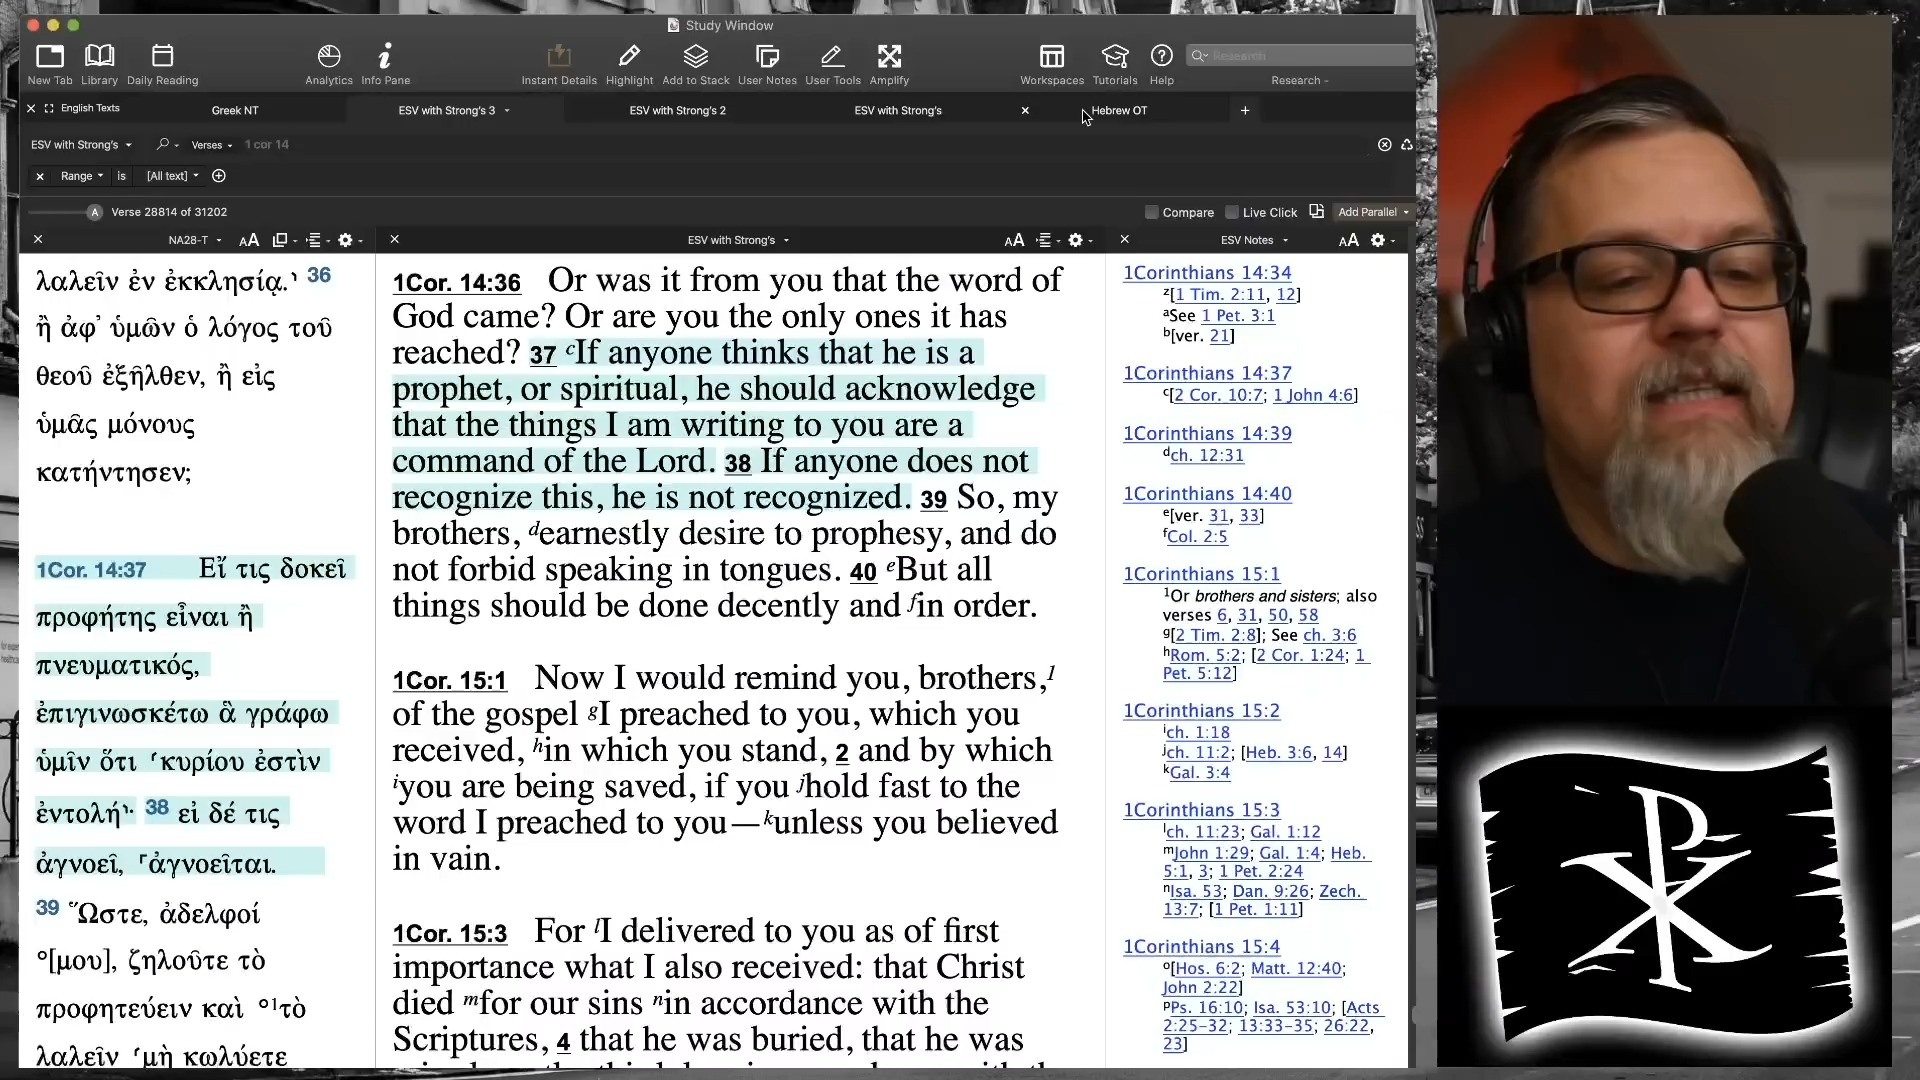 Study Window
New Tab Library Daily Reading Analytics Info Pane Instant Details Highlight Add to Stack User Notes User Tools Amplify Workspaces Tutorials Help Research
Research
English Texts Greek NT ESV with Strong's 3 ESV with Strong's 2 ESV with Strong's Hebrew OT
ESV with Strong's Verses 1 cor 14
Range is [All text]
A Verse 28814 of 31202 Compare Live Click Add Parallel
NA28-T AA
λαλεῖν ἐν ἐκκλησίᾳ.⸃ 36
ἢ ἀφ᾽ ὑμῶν ὁ λόγος τοῦ
θεοῦ ἐξῆλθεν, ἢ εἰς
ὑμᾶς μόνους
κατήντησεν;
1Cor. 14:37 Εἴ τις δοκεῖ
προφήτης εἶναι ἢ
πνευματικός,
ἐπιγινωσκέτω ἃ γράφω
ὑμῖν ὅτι ⸂κυρίου ἐστὶν
ἐντολή⸃· 38 εἰ δέ τις
ἀγνοεῖ, ⸀ἀγνοεῖται.
39 Ὥστε, ἀδελφοί
°[μου], ζηλοῦτε τὸ
προφητεύειν καὶ °¹τὸ
λαλεῖν ⸂μὴ κωλύετε
ESV with Strong's AA
1Cor. 14:36 Or was it from you that the word of
God came? Or are you the only ones it has
reached? 37 cIf anyone thinks that he is a
prophet, or spiritual, he should acknowledge
that the things I am writing to you are a
command of the Lord. 38 If anyone does not
recognize this, he is not recognized. 39 So, my
brothers, dearnestly desire to prophesy, and do
not forbid speaking in tongues. 40 eBut all
things should be done decently and fin order.
1Cor. 15:1 Now I would remind you, brothers,1
of the gospel gI preached to you, which you
received, hin which you stand, 2 and by which
iyou are being saved, if you jhold fast to the
word I preached to you—kunless you believed
in vain.
1Cor. 15:3 For lI delivered to you as of first
importance what I also received: that Christ
died mfor our sins nin accordance with the
Scriptures, 4 that he was buried, that he was
ESV Notes AA
1Corinthians 14:34
z[1 Tim. 2:11, 12]
aSee 1 Pet. 3:1
b[ver. 21]
1Corinthians 14:37
c[2 Cor. 10:7; 1 John 4:6]
1Corinthians 14:39
dch. 12:31
1Corinthians 14:40
e[ver. 31, 33]
fCol. 2:5
1Corinthians 15:1
1Or brothers and sisters; also
verses 6, 31, 50, 58
g[2 Tim. 2:8]; See ch. 3:6
hRom. 5:2; [2 Cor. 1:24; 1
Pet. 5:12]
1Corinthians 15:2
ich. 1:18
jch. 11:2; [Heb. 3:6, 14]
kGal. 3:4
1Corinthians 15:3
lch. 11:23; Gal. 1:12
mJohn 1:29; Gal. 1:4; Heb.
5:1, 3; 1 Pet. 2:24
nIsa. 53; Dan. 9:26; Zech.
13:7; [1 Pet. 1:11]
1Corinthians 15:4
o[Hos. 6:2; Matt. 12:40;
John 2:22]
pPs. 16:10; Isa. 53:10; [Acts
2:25–32; 13:33–35; 26:22,
23]